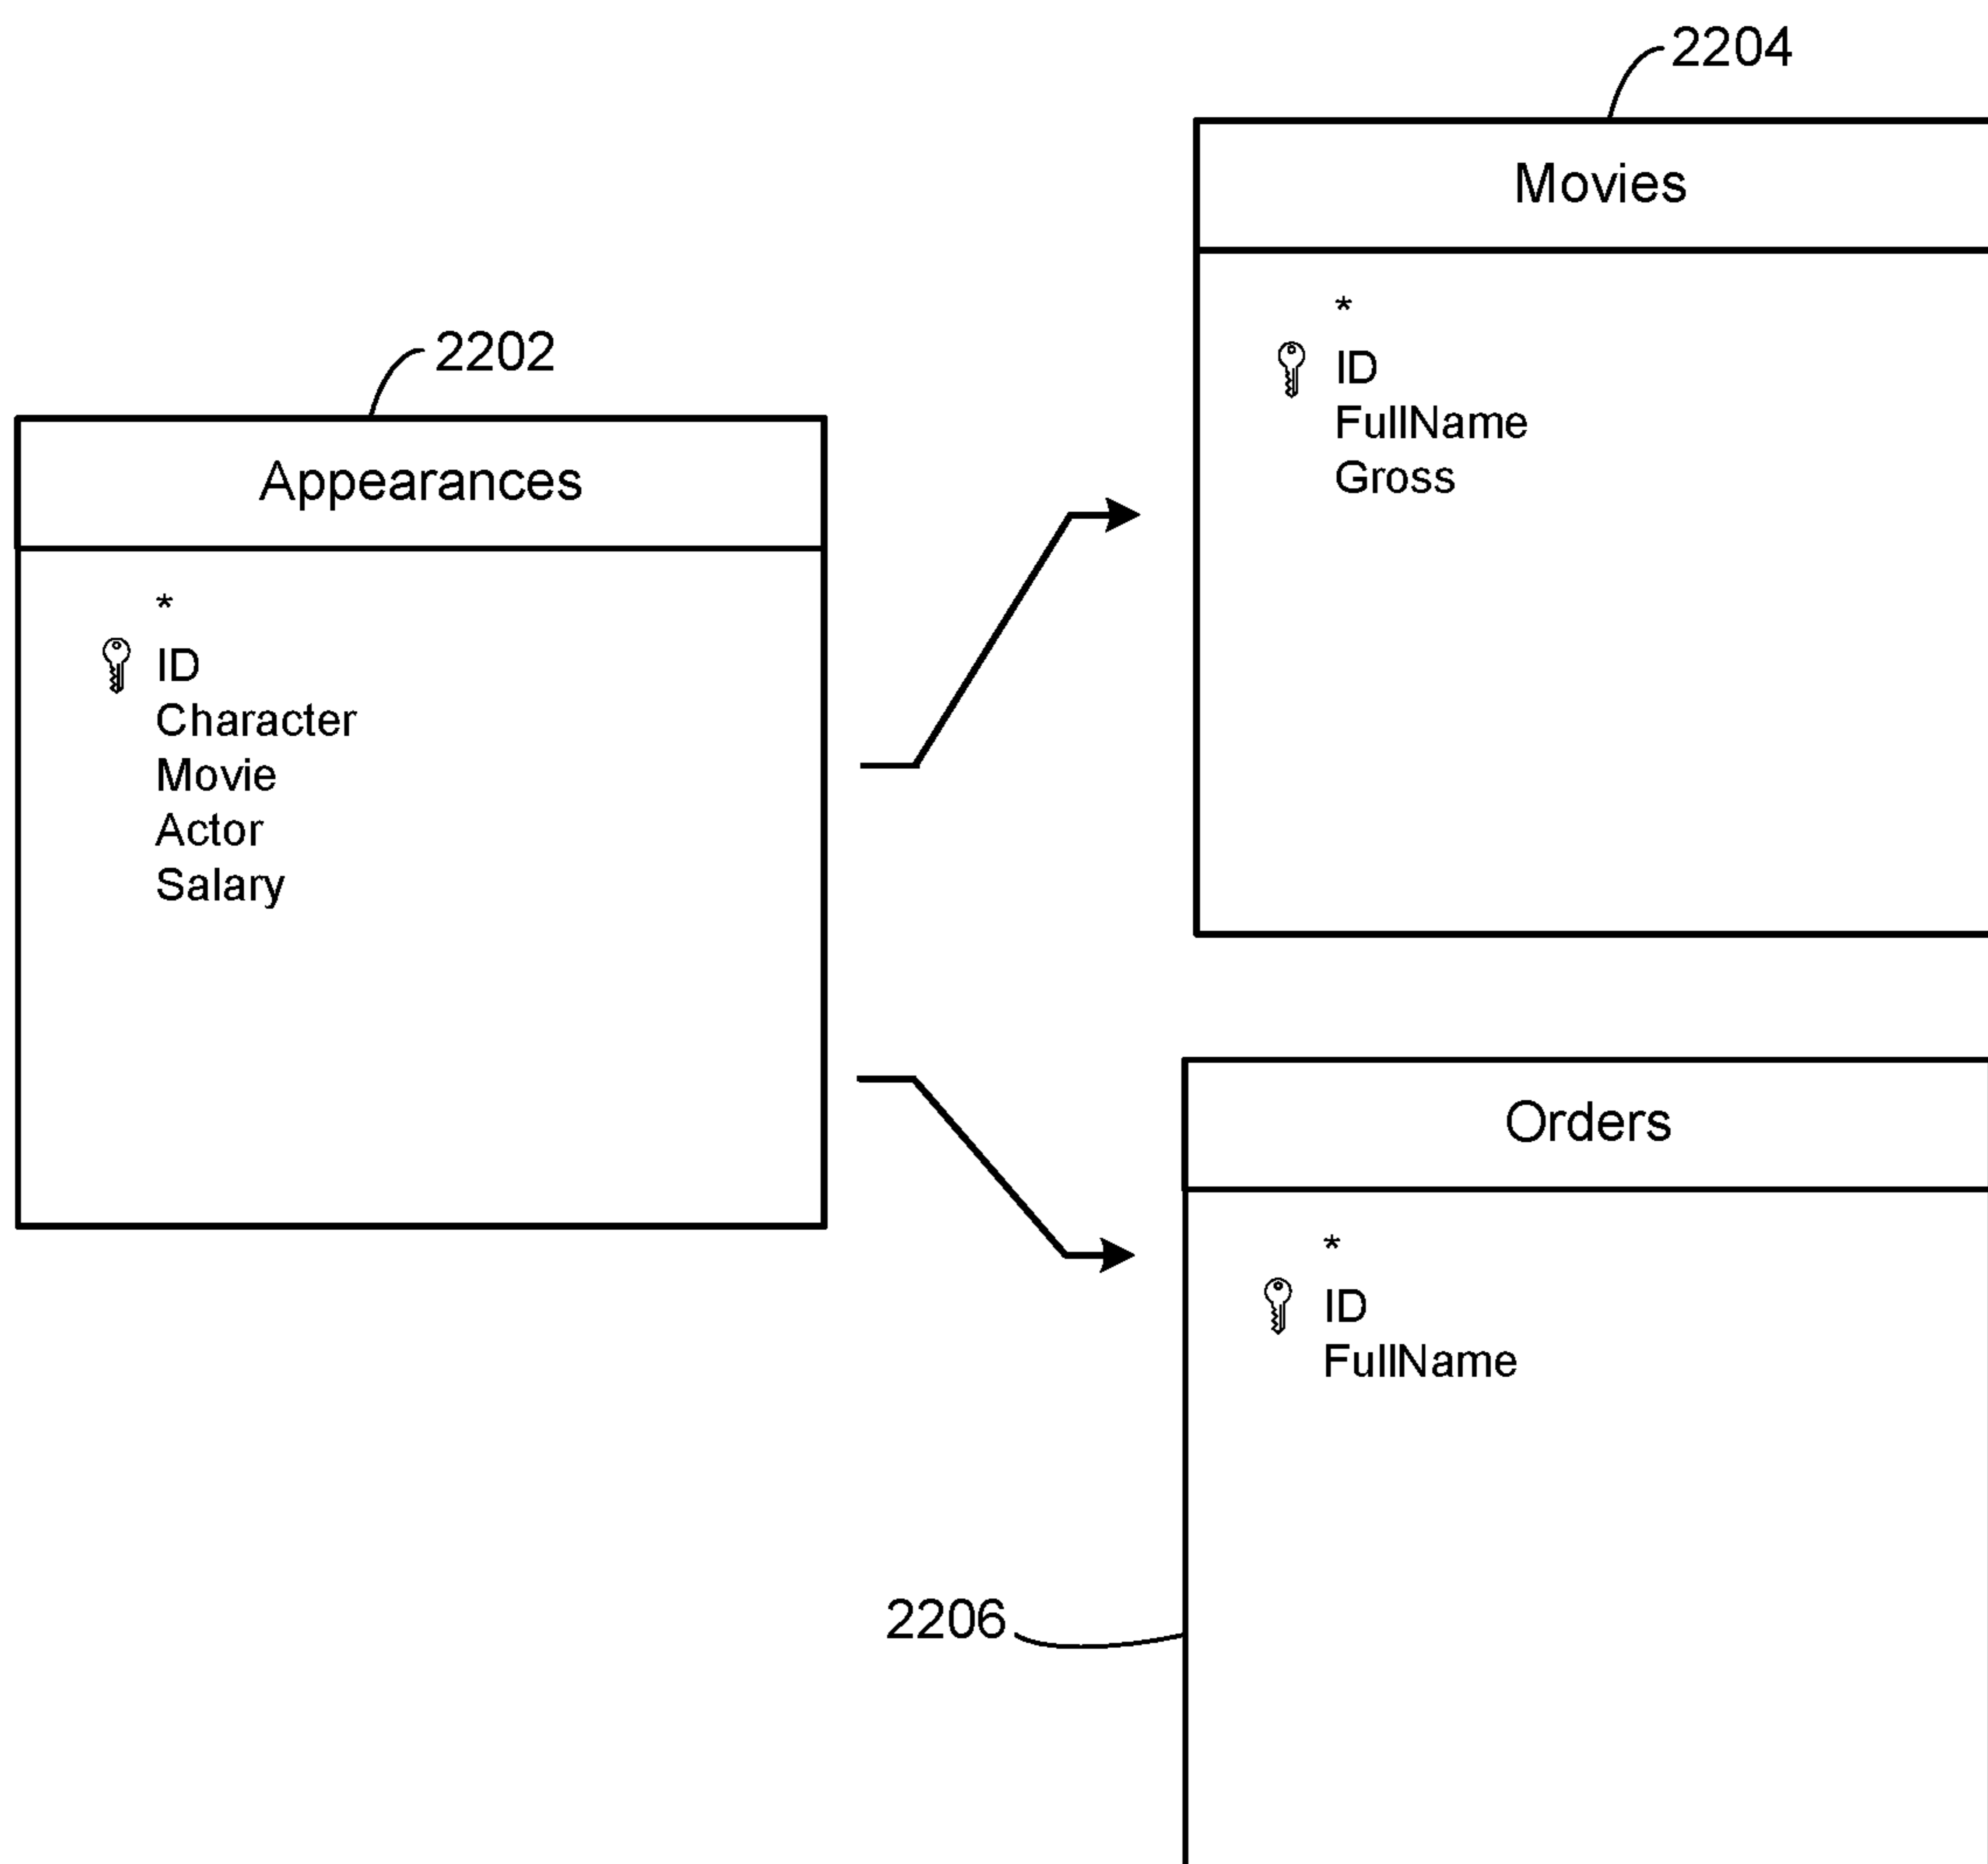 2204
Movies
*
ID
FullName
Gross
2202
Appearances
*
ID
Character
Movie
Actor
Salary
Orders
*
ID
FullName
2206